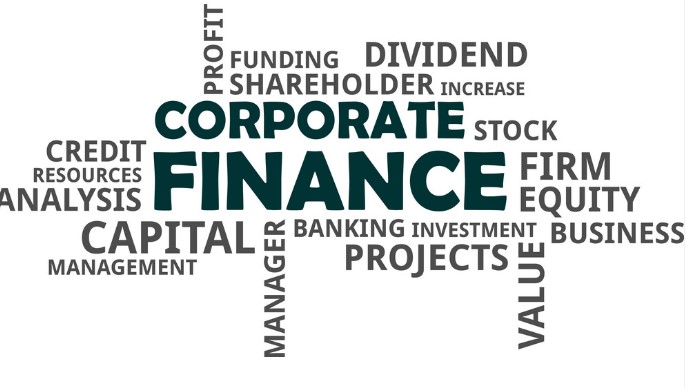 PROFIT
FUNDING
DIVIDEND
SHAREHOLDER
INCREASE
CORPORATE
STOCK
CREDIT
RESOURCES
ANALYSIS
FINANCE
FIRM
EQUITY
CAPITAL
MANAGEMENT
MANAGER
BANKING
INVESTMENT
BUSINESS
PROJECTS
VALUE